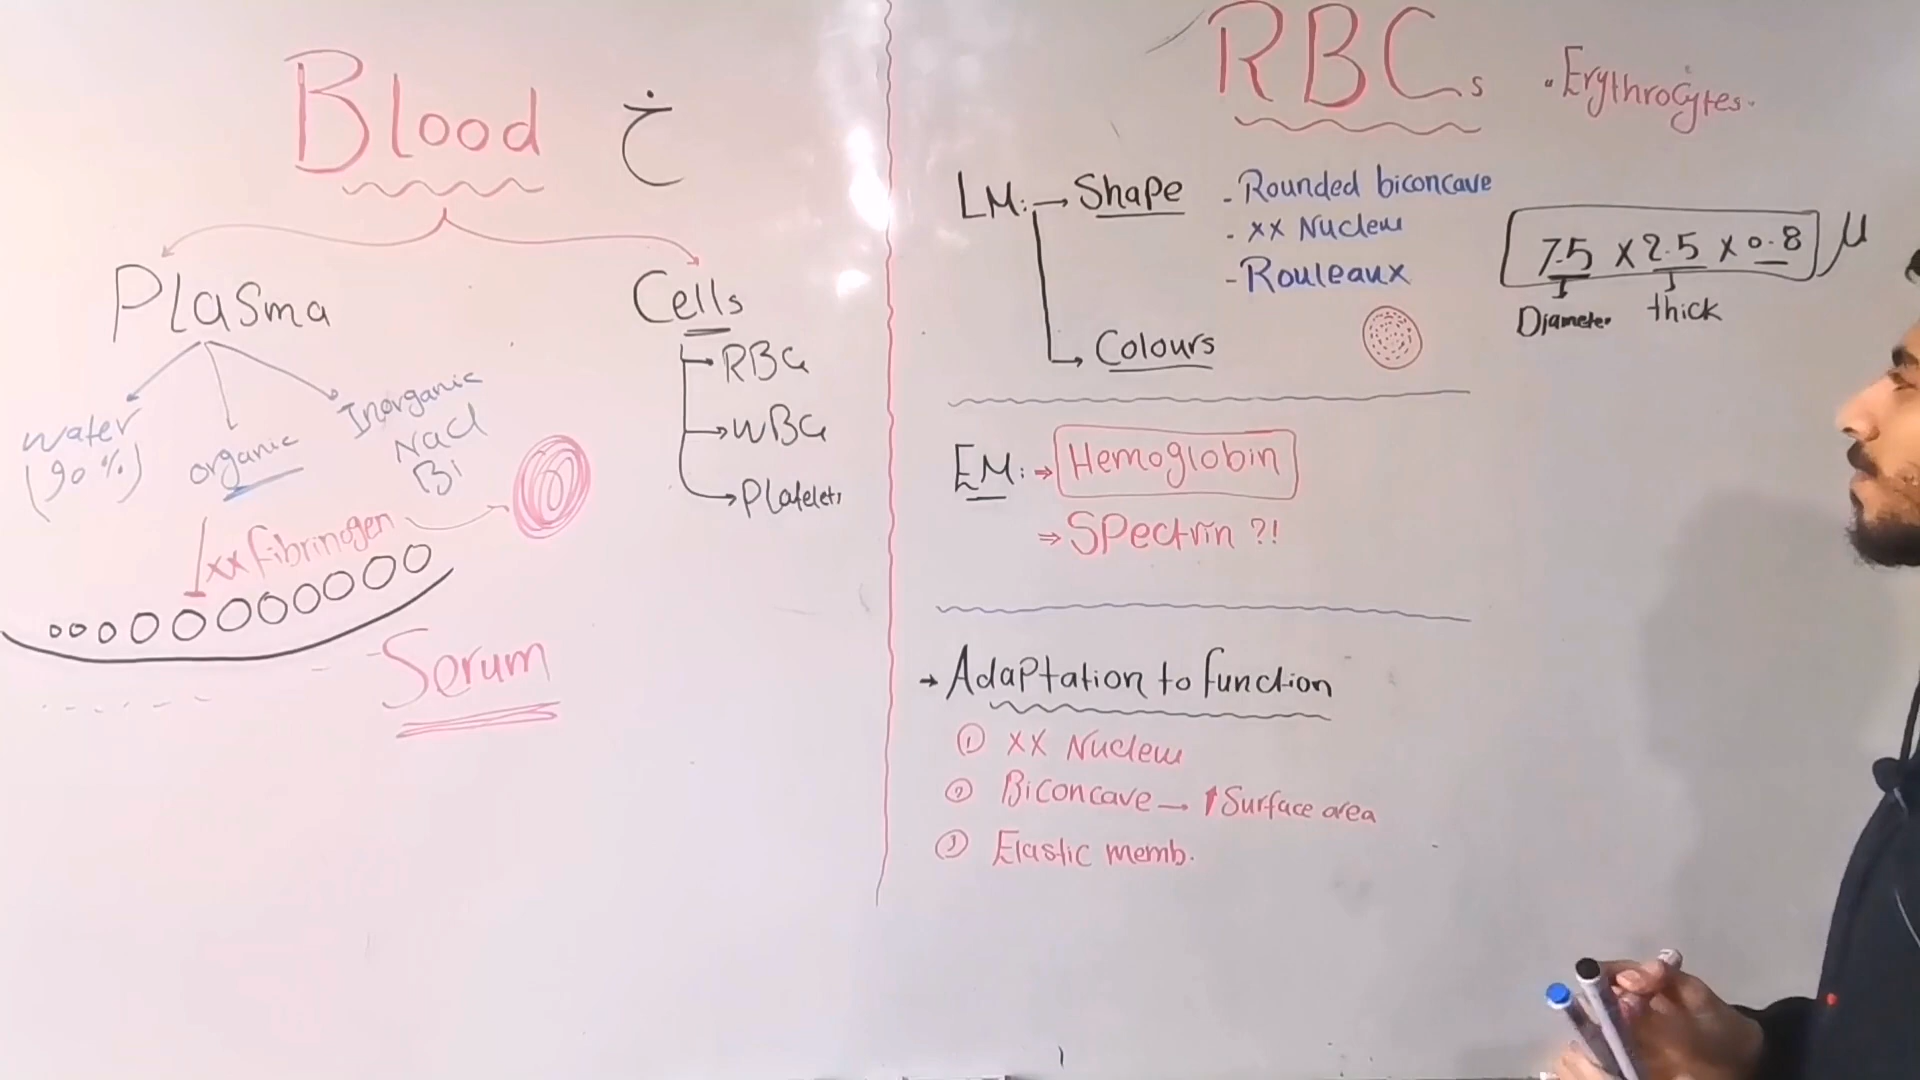 Blood خ
Plasma
Cells
RBCs
WBCs
Platelets
water
(90%)
organic
Inorganic
Nacl
Bi
xx Fibrinogen
Serum
RBCs "Erythrocytes"
LM: → Shape
- Rounded biconcave
- xx Nucleus
- Rouleaux
7.5 x 2.5 x 0.8 μ
Diameter
thick
Colours
EM: ⇒ Hemoglobin
⇒ Spectrin ?!
→ Adaptation to function
① xx Nucleus
② Biconcave → ↑ Surface area
③ Elastic memb.